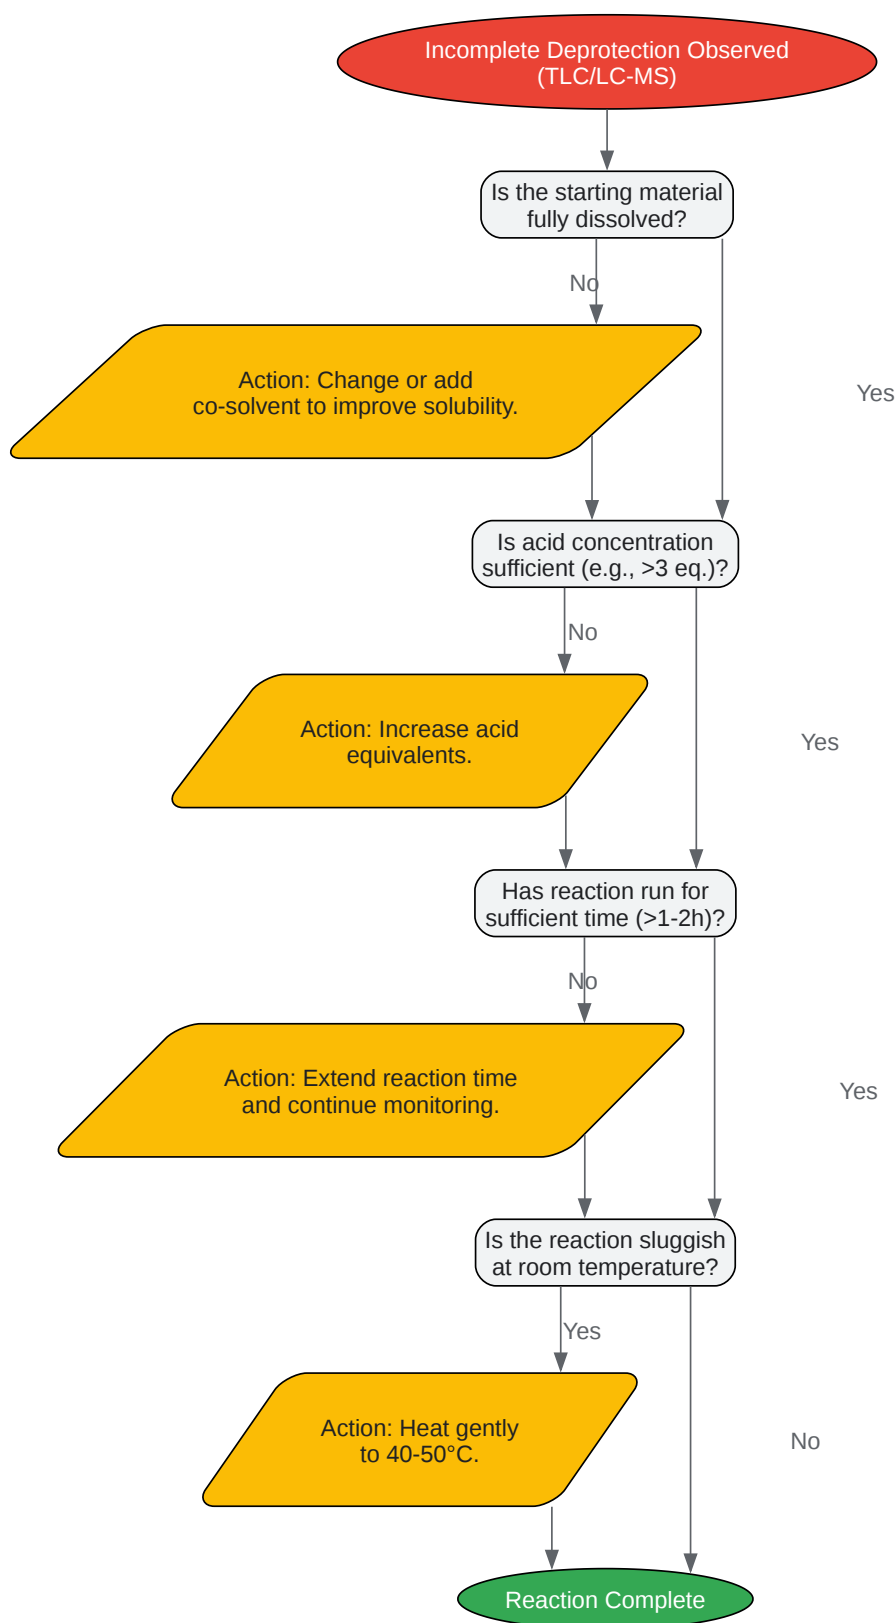 Incomplete Deprotection Observed
(TLC/LC-MS)
Is the starting material
fully dissolved?
No
Action: Change or add
co-solvent to improve solubility.
Yes
Is acid concentration
sufficient (e.g., >3 eq.)?
No
Action: Increase acid
equivalents.
Yes
Has reaction run for
sufficient time (>1-2h)?
No
Action: Extend reaction time
and continue monitoring.
Yes
Is the reaction sluggish
at room temperature?
Yes
Action: Heat gently
to 40-50°C.
No
Reaction Complete